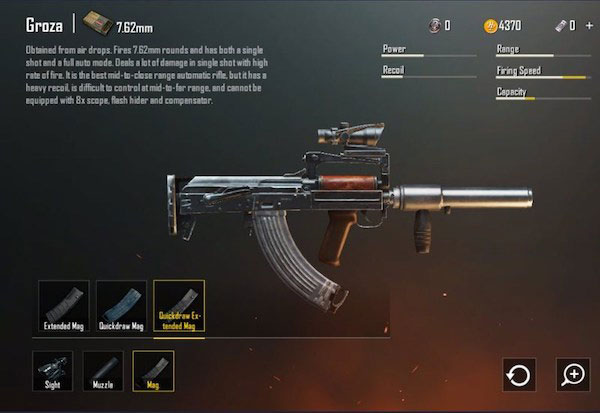 Groza
7.62mm
0
4370
0 +
Obtained from air drops. Fires 7.62mm rounds and has both a single
shot and a full auto mode. Deals a lot of damage in single shot with high
rate of fire. It is the best mid-to-close range automatic rifle, but it has a
heavy recoil, is difficult to control at mid-to-far range, and cannot be
equipped with 8x scope, flash hider and compensator.
Power
Range
Recoil
Firing Speed
Capacity
Extended Mag
Quickdraw Mag
Quickdraw Ex-
tended Mag
Sight
Muzzle
Mag